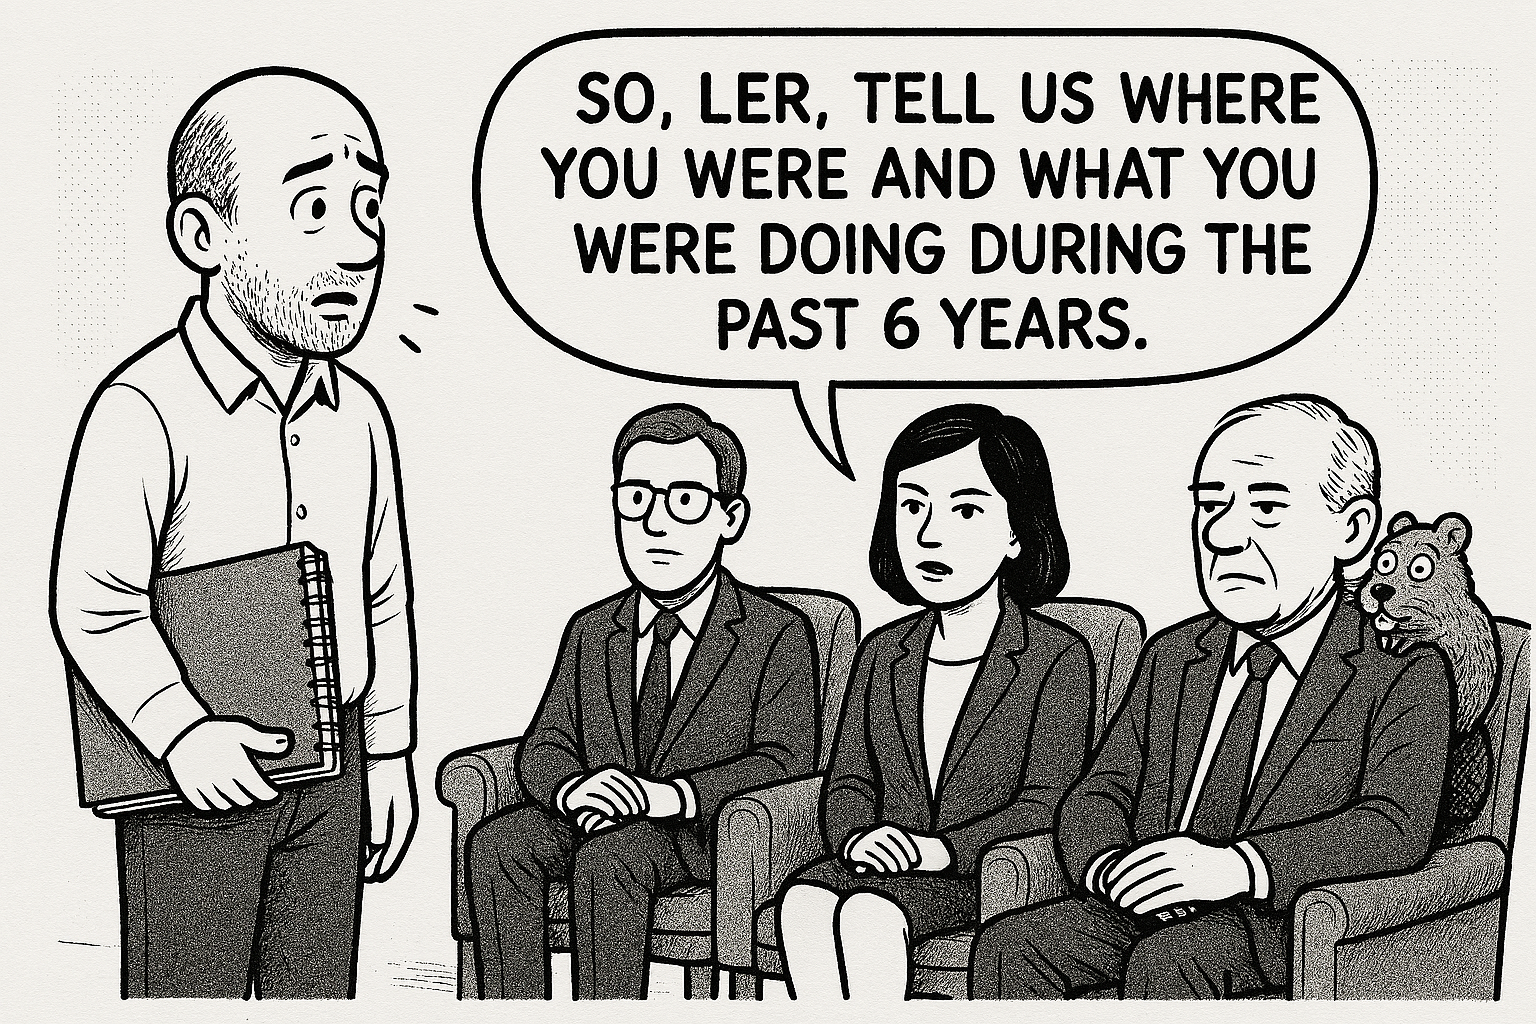 SO, LER, TELL US WHERE
YOU WERE AND WHAT YOU
WERE DOING DURING THE
PAST 6 YEARS.